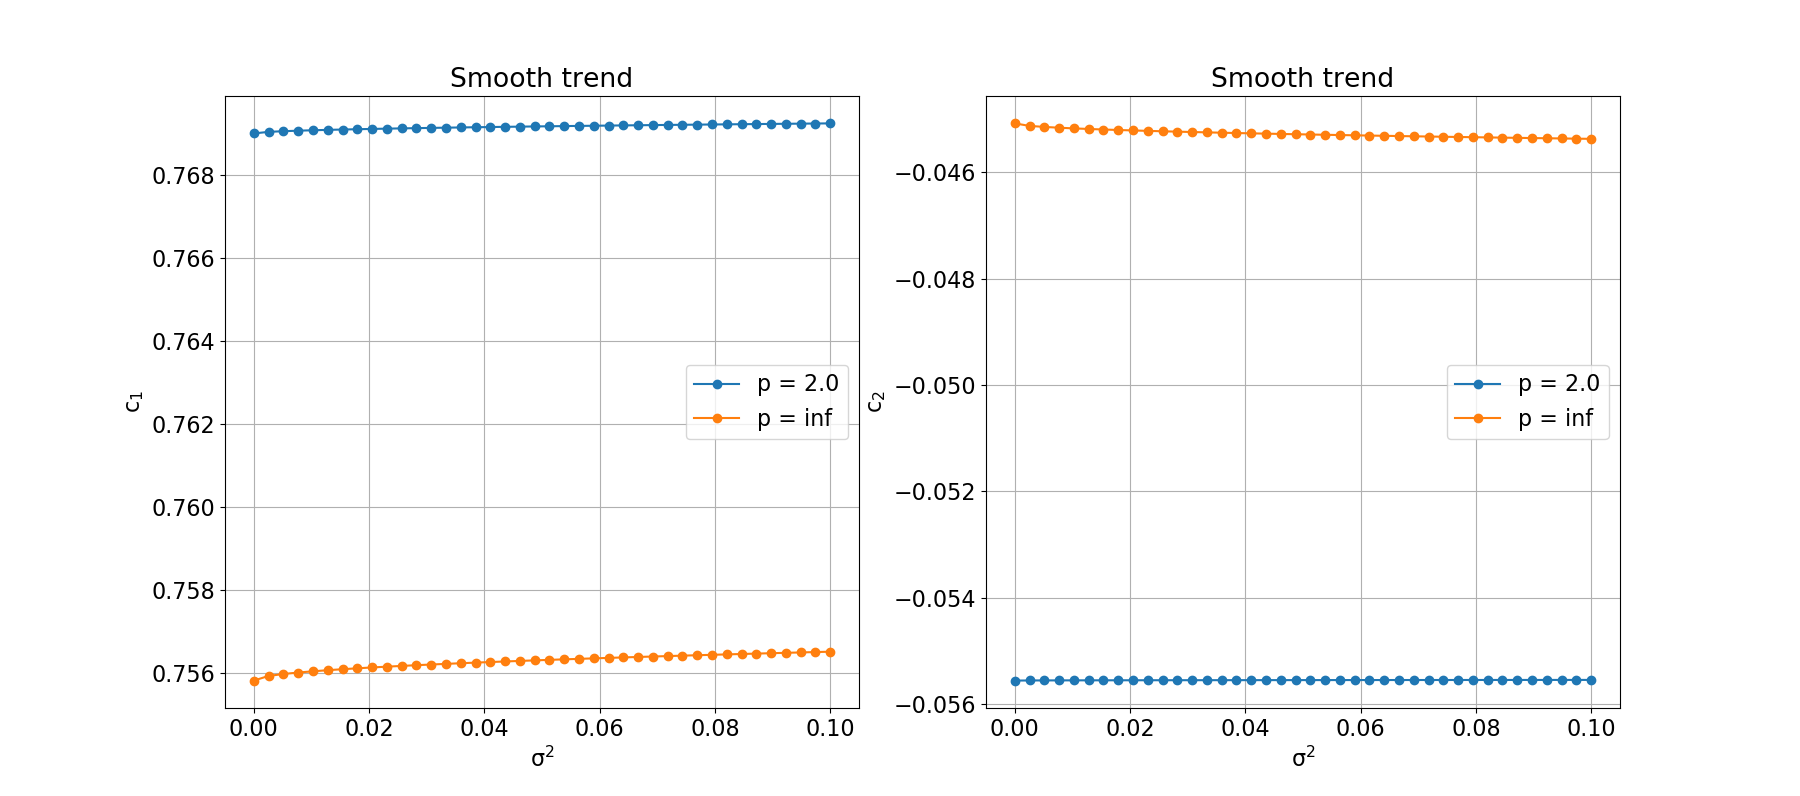 Smooth trend
0.768
0.766
0.764
0.762
0.760
0.758
0.756
c₁
p = 2.0
p = inf
0.00 0.02 0.04 0.06 0.08 0.10
σ²
Smooth trend
−0.046
−0.048
−0.050
−0.052
−0.054
−0.056
c₂
p = 2.0
p = inf
0.00 0.02 0.04 0.06 0.08 0.10
σ²